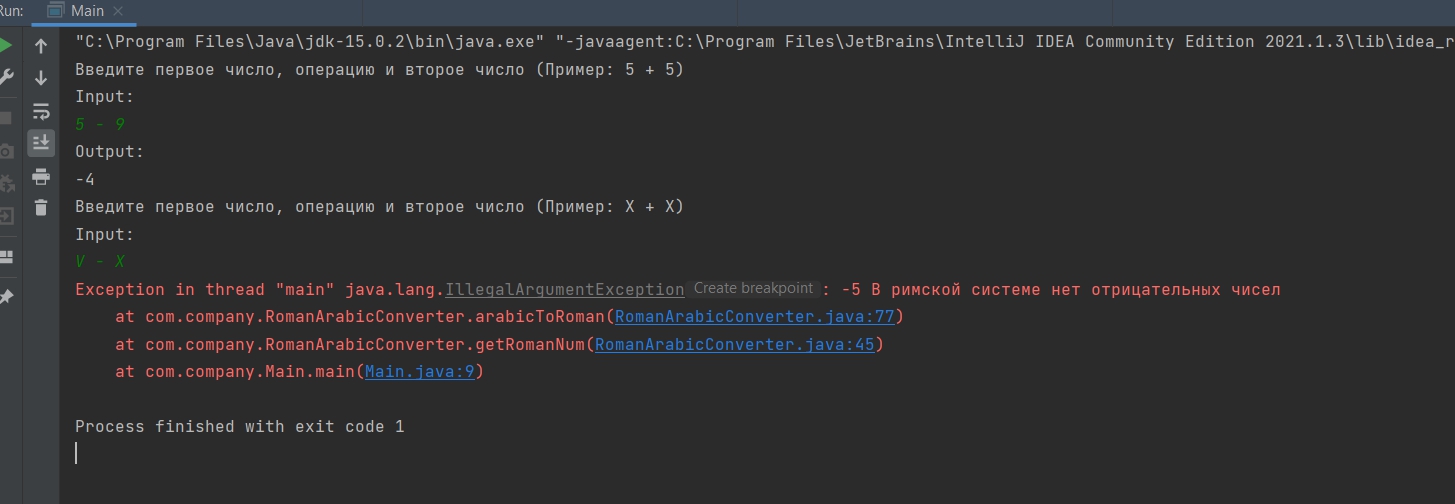 Run: Main
"C:\Program Files\Java\jdk-15.0.2\bin\java.exe" "-javaagent:C:\Program Files\JetBrains\IntelliJ IDEA Community Edition 2021.1.3\lib\idea_r
Введите первое число, операцию и второе число (Пример: 5 + 5)
Input:
5 - 9
Output:
-4
Введите первое число, операцию и второе число (Пример: X + X)
Input:
V - X
Exception in thread "main" java.lang.IllegalArgumentException Create breakpoint : -5 В римской системе нет отрицательных чисел
at com.company.RomanArabicConverter.arabicToRoman(RomanArabicConverter.java:77)
at com.company.RomanArabicConverter.getRomanNum(RomanArabicConverter.java:45)
at com.company.Main.main(Main.java:9)
Process finished with exit code 1